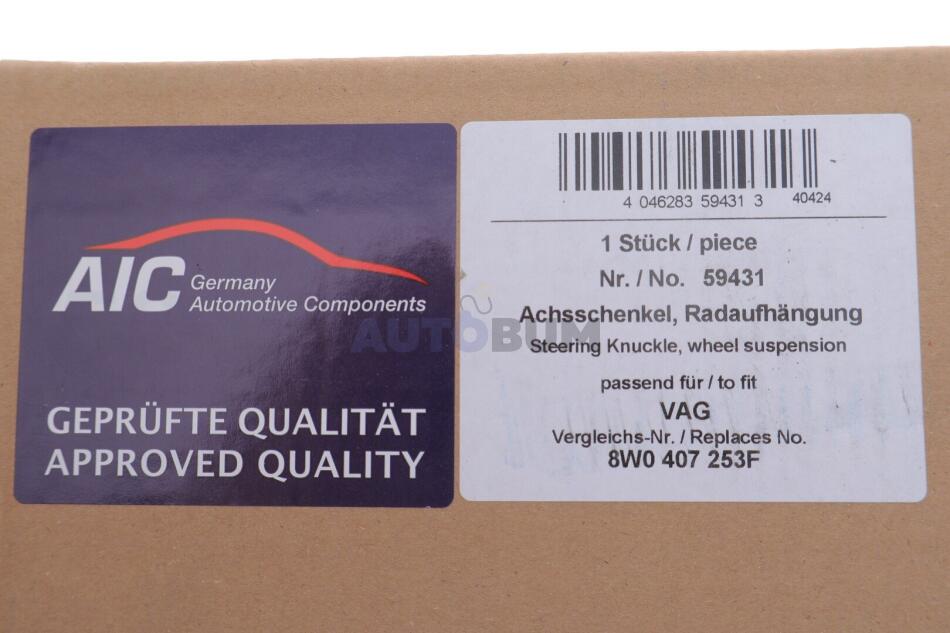 AIC Germany
Automotive Components
GEPRÜFTE QUALITÄT
APPROVED QUALITY
4 046283 59431 3 40424
1 Stück / piece
Nr. / No. 59431
Achsschenkel, Radaufhängung
Steering Knuckle, wheel suspension
passend für / to fit
VAG
Vergleichs-Nr. / Replaces No.
8W0 407 253F
AUTOBUM